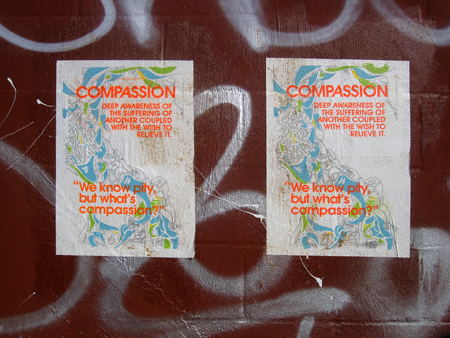 COMPASSION
DEEP AWARENESS OF
THE SUFFERING OF
ANOTHER COUPLED
WITH THE WISH TO
RELIEVE IT.
"We know pity,
but what's
compassion?"
COMPASSION
DEEP AWARENESS OF
THE SUFFERING OF
ANOTHER COUPLED
WITH THE WISH TO
RELIEVE IT.
"We know pity,
but what's
compassion?"